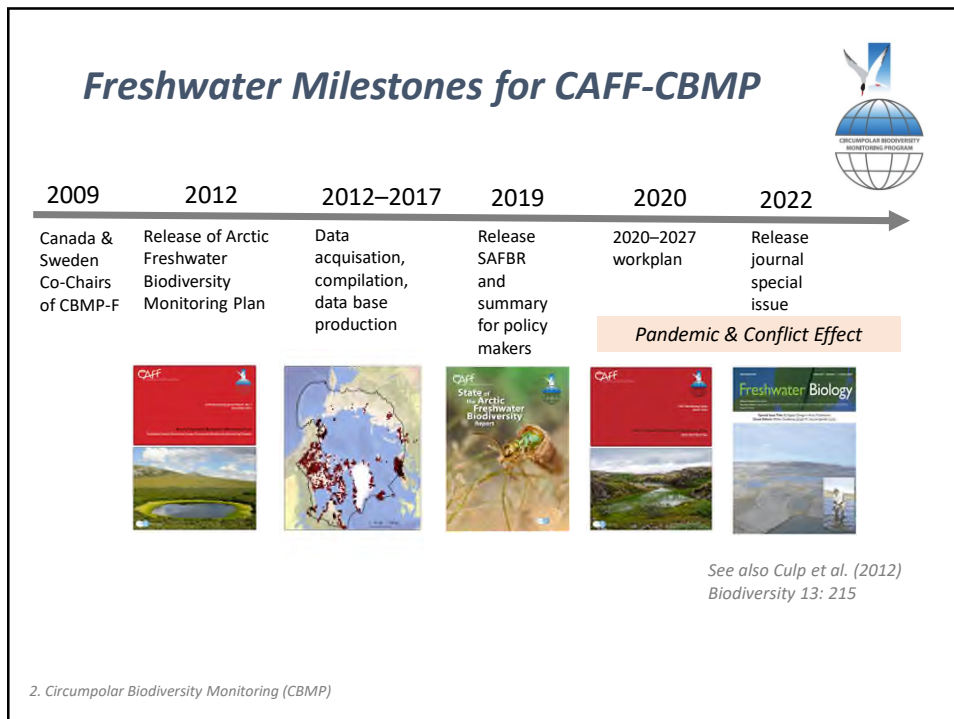 Freshwater Milestones for CAFF-CBMP
CIRCUMPOLAR BIODIVERSITY
MONITORING PROGRAM
2009
2012
2012–2017
2019
2020
2022
Canada &
Sweden
Co-Chairs
of CBMP-F
Release of Arctic
Freshwater
Biodiversity
Monitoring Plan
Data
acquisation,
compilation,
data base
production
Release
SAFBR
and
summary
for policy
makers
2020–2027
workplan
Release
journal
special
issue
Pandemic & Conflict Effect
CAFF
CAFF
State of
the Arctic
Freshwater
Biodiversity
Report
CAFF
Freshwater Biology
See also Culp et al. (2012)
Biodiversity 13: 215
2. Circumpolar Biodiversity Monitoring (CBMP)